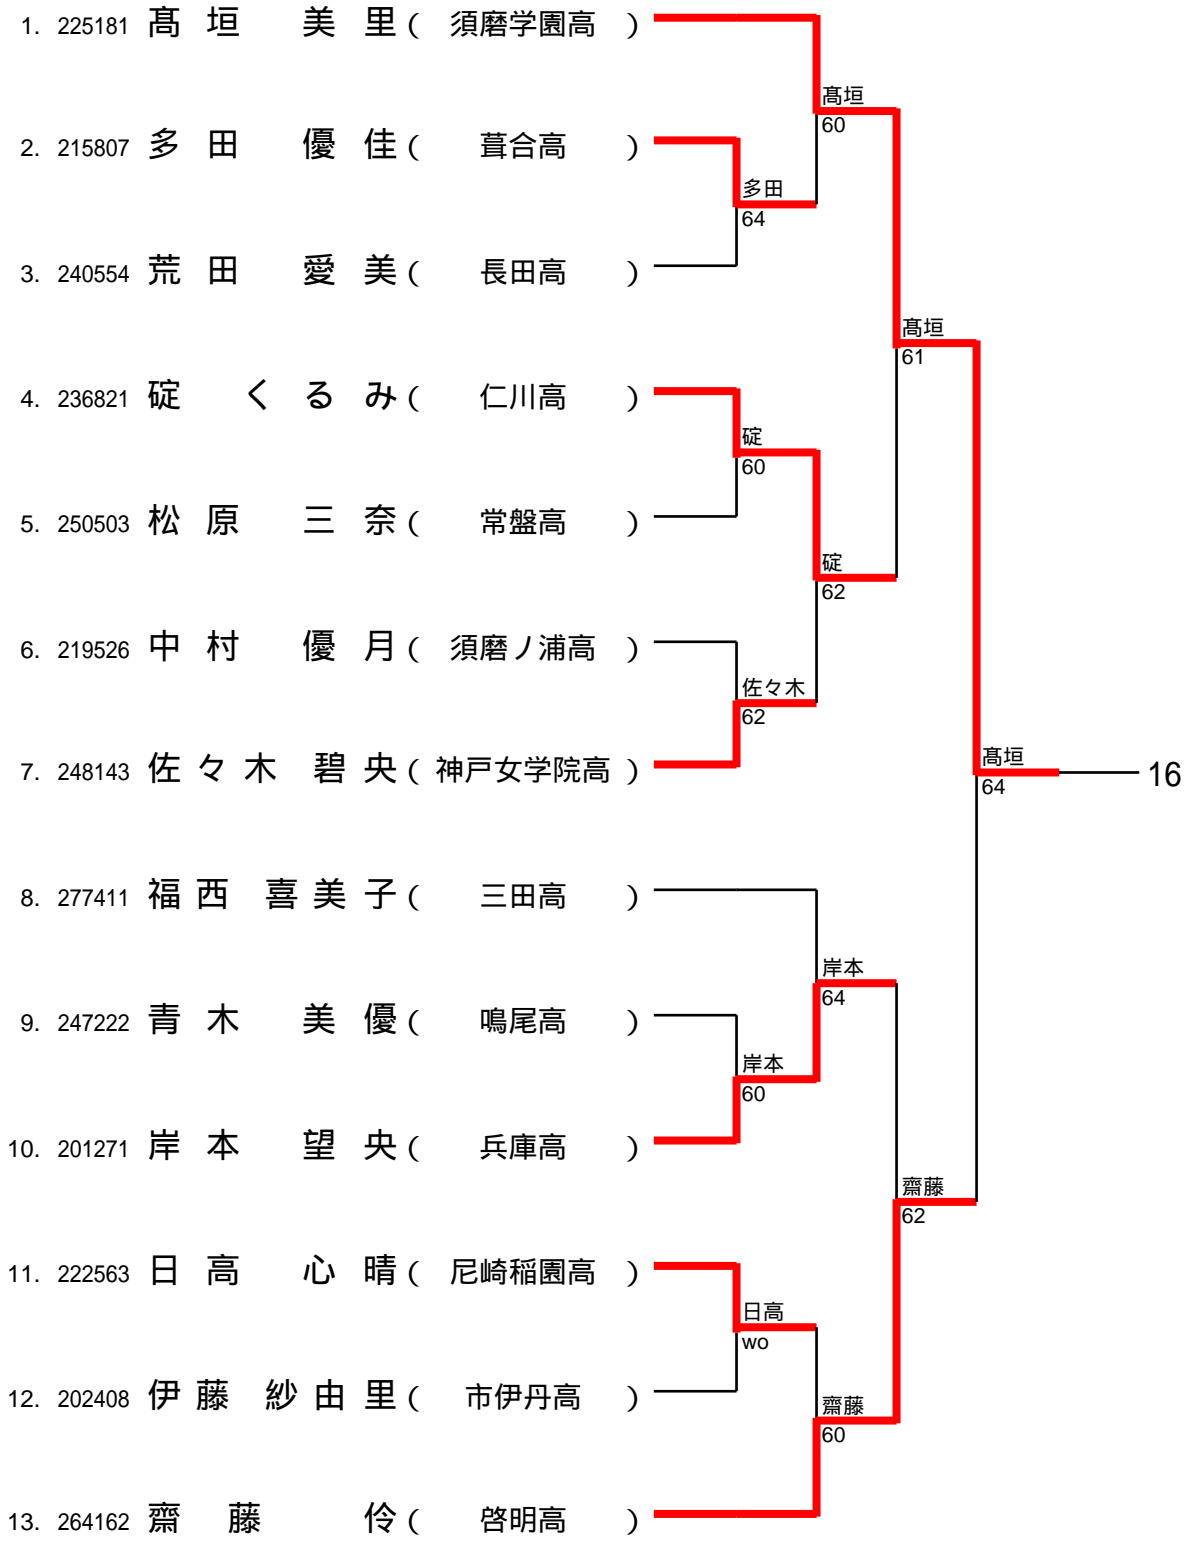 1. 225181 髙垣 美里 ( 須磨学園高 )
髙垣
60
2. 215807 多田 優佳 ( 葺合高 )
多田
64
3. 240554 荒田 愛美 ( 長田高 )
髙垣
61
4. 236821 碇 くるみ ( 仁川高 )
碇
60
5. 250503 松原 三奈 ( 常盤高 )
碇
62
6. 219526 中村 優月 ( 須磨ノ浦高 )
佐々木
62
7. 248143 佐々木 碧央 ( 神戸女学院高 )
髙垣
64
16
8. 277411 福西 喜美子 ( 三田高 )
岸本
64
9. 247222 青木 美優 ( 鳴尾高 )
岸本
60
10. 201271 岸本 望央 ( 兵庫高 )
齋藤
62
11. 222563 日高 心晴 ( 尼崎稲園高 )
日高
wo
12. 202408 伊藤 紗由里 ( 市伊丹高 )
齋藤
60
13. 264162 齋藤 伶 ( 啓明高 )